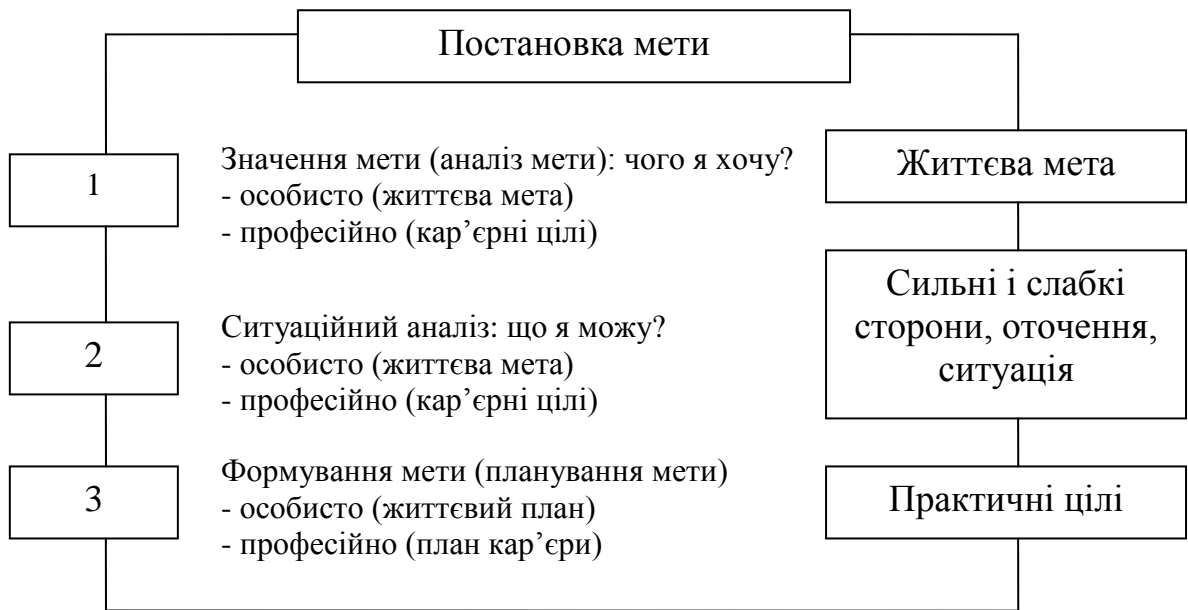 Постановка мети
1
Значення мети (аналіз мети): чого я хочу?
- особисто (життєва мета)
- професійно (кар’єрні цілі)
Життєва мета
2
Ситуаційний аналіз: що я можу?
- особисто (життєва мета)
- професійно (кар’єрні цілі)
Сильні і слабкі
сторони, оточення,
ситуація
3
Формування мети (планування мети)
- особисто (життєвий план)
- професійно (план кар’єри)
Практичні цілі